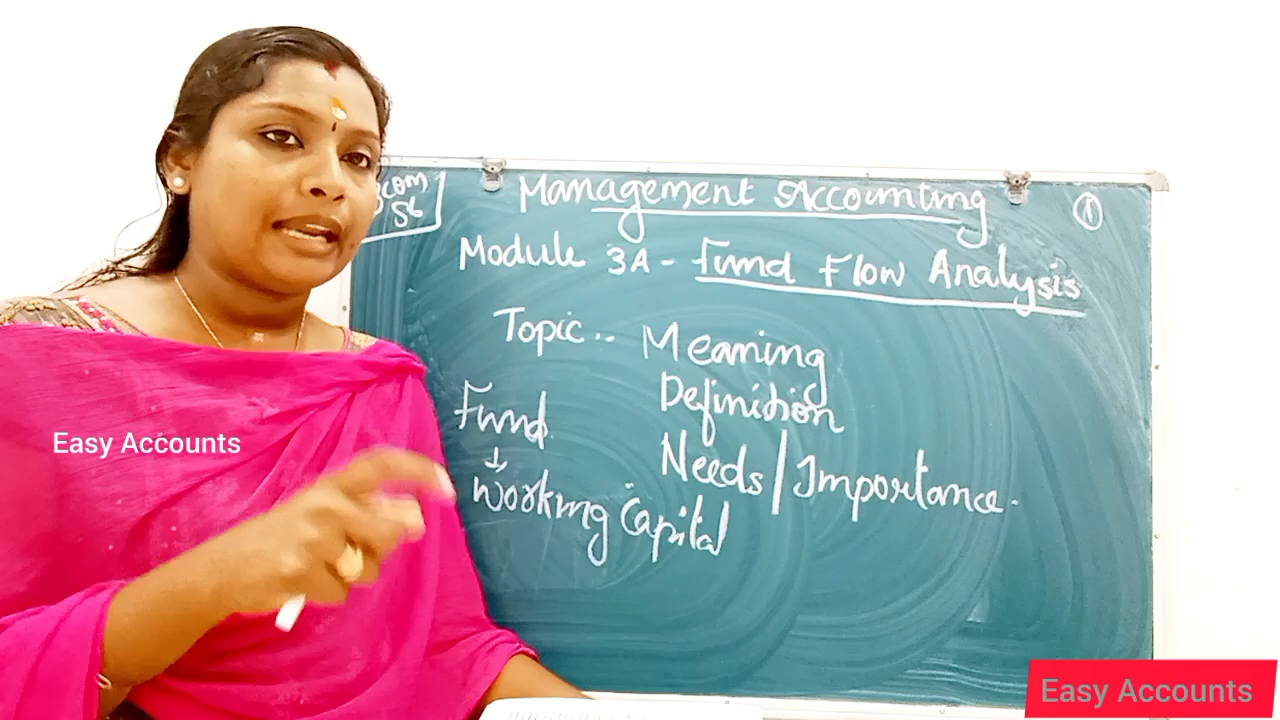 Bcom
S6
Management Accounting
1
Module 3A - Fund Flow Analysis
Topic.. Meaning
Definition
Needs/Importance.
Fund
↓
Working Capital
Easy Accounts
Easy Accounts